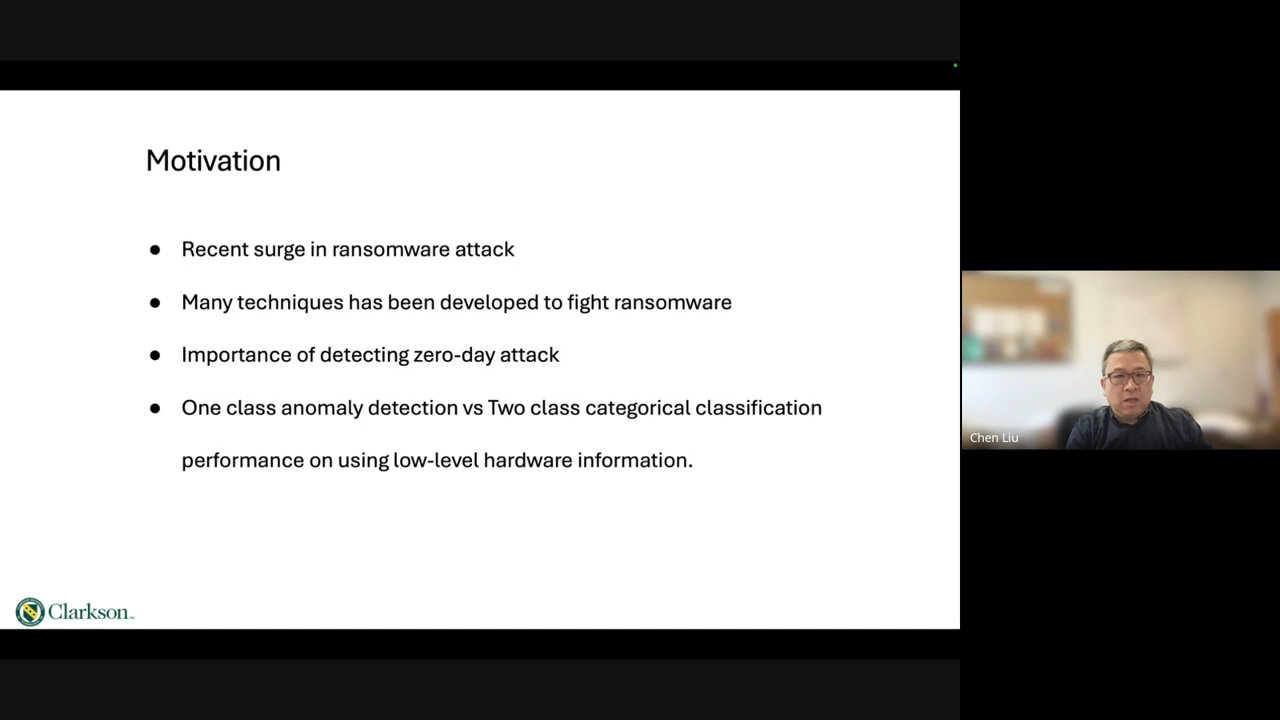 Motivation
● Recent surge in ransomware attack
● Many techniques has been developed to fight ransomware
● Importance of detecting zero-day attack
● One class anomaly detection vs Two class categorical classification
performance on using low-level hardware information.
Chen Liu
Clarkson